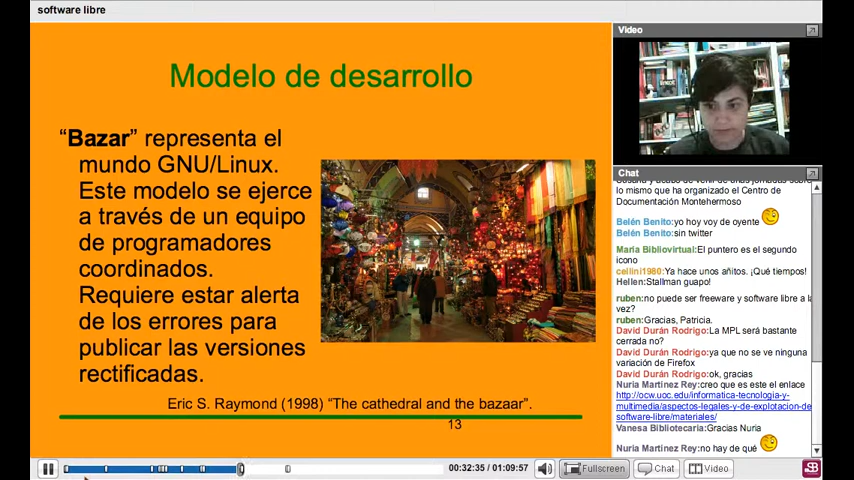 software libre
Modelo de desarrollo
“Bazar” representa el
mundo GNU/Linux.
Este modelo se ejerce
a través de un equipo
de programadores
coordinados.
Requiere estar alerta
de los errores para
publicar las versiones
rectificadas.
Eric S. Raymond (1998) “The cathedral and the bazaar”.
13
Video
Chat
lo mismo que ha organizado el Centro de
Documentación Montehermoso
Belén Benito:yo hoy voy de oyente
Belén Benito:sin twitter
Maria Bibliovirtual:El puntero es el segundo
icono
cellini1980:Ya hace unos añitos. ¡Qué tiempos!
Hellen:Stallman guapo!
ruben:no puede ser freeware y software libre a la
vez?
ruben:Gracias, Patricia.
David Durán Rodrigo:La MPL será bastante
cerrada no?
David Durán Rodrigo:ya que no se ve ninguna
variación de Firefox
David Durán Rodrigo:ok, gracias
Nuria Martinez Rey:creo que es este el enlace
http://ocw.uoc.edu/informatica-tecnologia-y-
multimedia/aspectos-legales-y-de-explotacion-de
software-libre/materiales/
Vanesa Bibliotecaria:Gracias Nuria
Nuria Martinez Rey:no hay de qué
00:32:35 / 01:09:57
Fullscreen
Chat
Video
SB